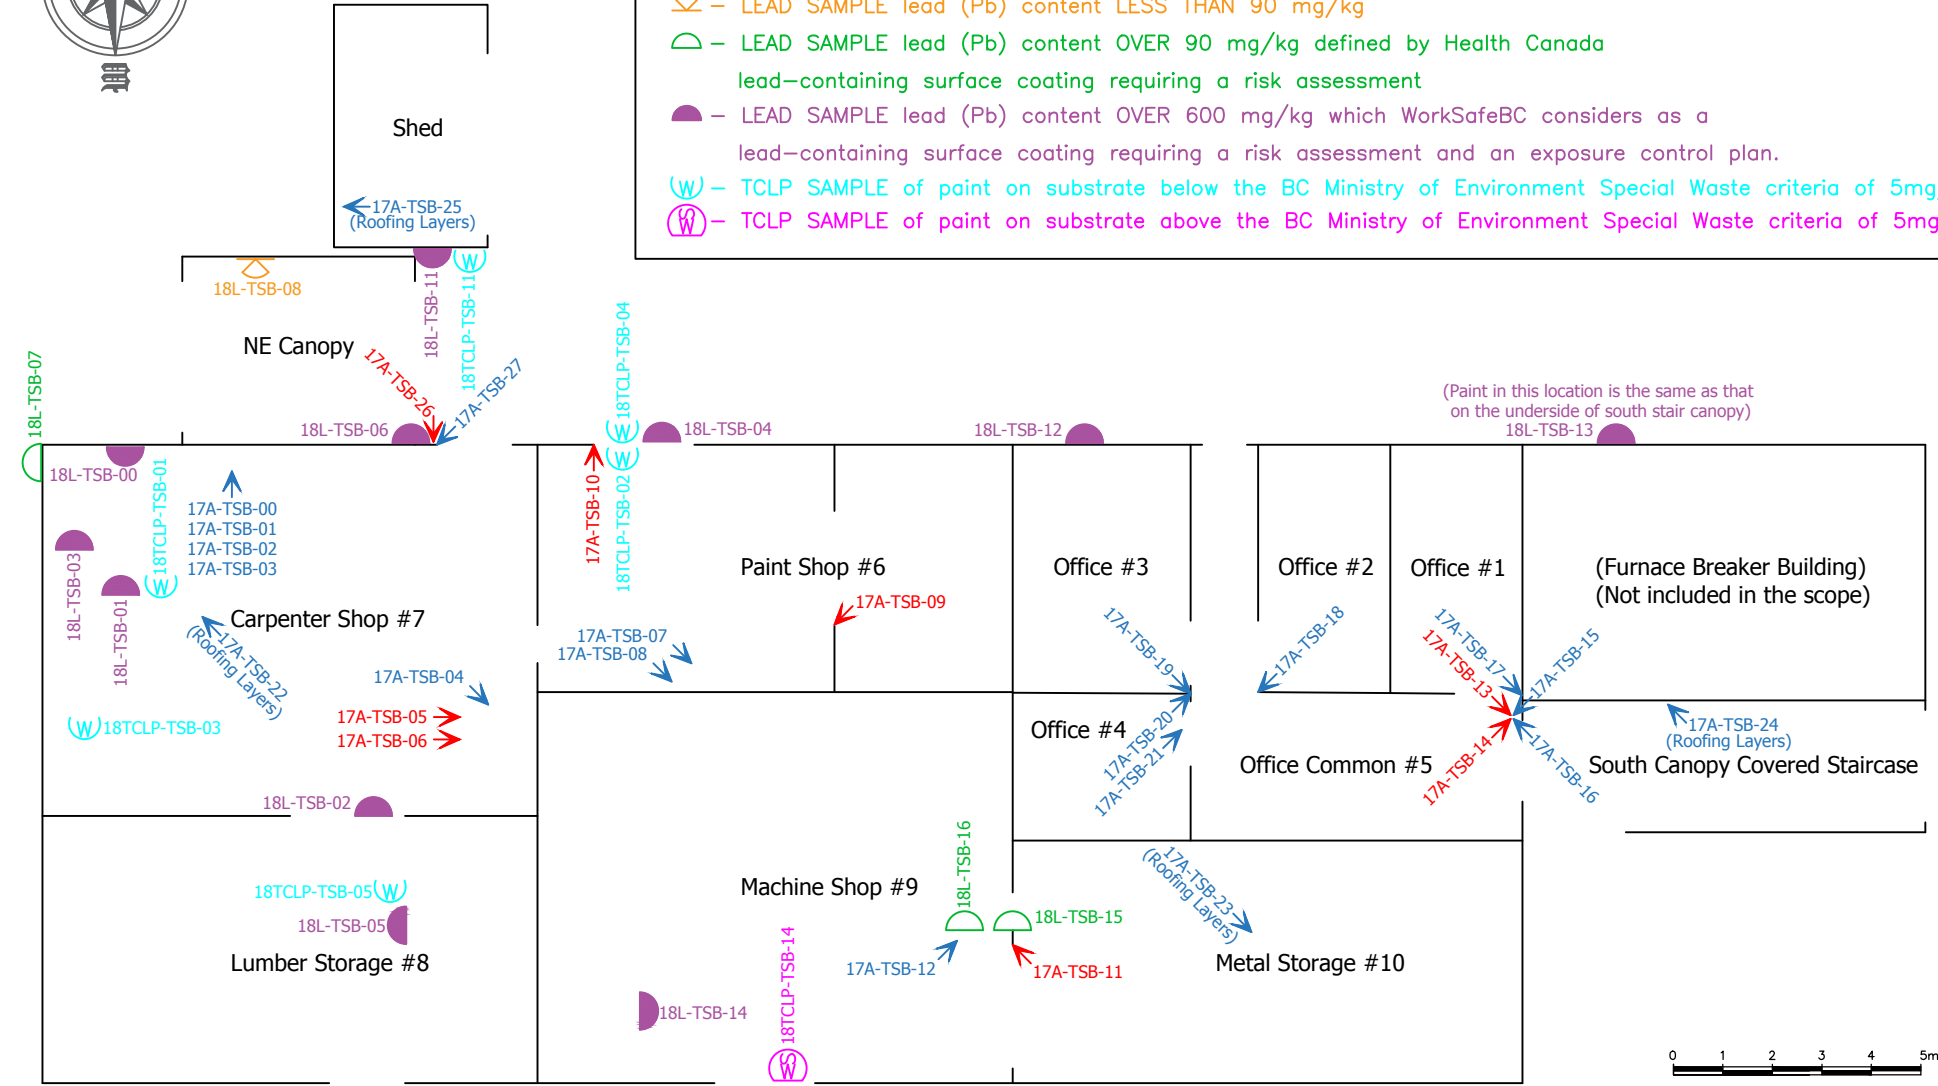 LEAD SAMPLE lead (Pb) content LESS THAN 90 mg/kg
– LEAD SAMPLE lead (Pb) content OVER 90 mg/kg defined by Health Canada
lead-containing surface coating requiring a risk assessment
– LEAD SAMPLE lead (Pb) content OVER 600 mg/kg which WorkSafeBC considers as a
lead-containing surface coating requiring a risk assessment and an exposure control plan.
W – TCLP SAMPLE of paint on substrate below the BC Ministry of Environment Special Waste criteria of 5mg
SW – TCLP SAMPLE of paint on substrate above the BC Ministry of Environment Special Waste criteria of 5mg
Shed
17A-TSB-25
(Roofing Layers)
18L-TSB-08
18L-TSB-11
W
18TCLP-TSB-11
NE Canopy
17A-TSB-26
17A-TSB-27
18L-TSB-07
18L-TSB-06
18TCLP-TSB-04
W
18L-TSB-04
18L-TSB-12
(Paint in this location is the same as that
on the underside of south stair canopy)
18L-TSB-13
18L-TSB-00
18TCLP-TSB-01
W
17A-TSB-00
17A-TSB-01
17A-TSB-02
17A-TSB-03
17A-TSB-10
W
18TCLP-TSB-02
18L-TSB-03
18L-TSB-01
Carpenter Shop #7
17A-TSB-22
(Roofing Layers)
Paint Shop #6
17A-TSB-09
17A-TSB-07
17A-TSB-08
Office #3
Office #2
Office #1
(Furnace Breaker Building)
(Not included in the scope)
17A-TSB-19
17A-TSB-18
17A-TSB-17
17A-TSB-13
17A-TSB-15
17A-TSB-04
17A-TSB-05
17A-TSB-06
W 18TCLP-TSB-03
Office #4
17A-TSB-20
17A-TSB-21
Office Common #5
17A-TSB-14
17A-TSB-16
17A-TSB-24
(Roofing Layers)
South Canopy Covered Staircase
18L-TSB-02
18TCLP-TSB-05 W
18L-TSB-05
Lumber Storage #8
Machine Shop #9
18L-TSB-16
18L-TSB-15
17A-TSB-12
17A-TSB-11
17A-TSB-23
(Roofing Layers)
Metal Storage #10
18L-TSB-14
18TCLP-TSB-14
SW
0 1 2 3 4 5m